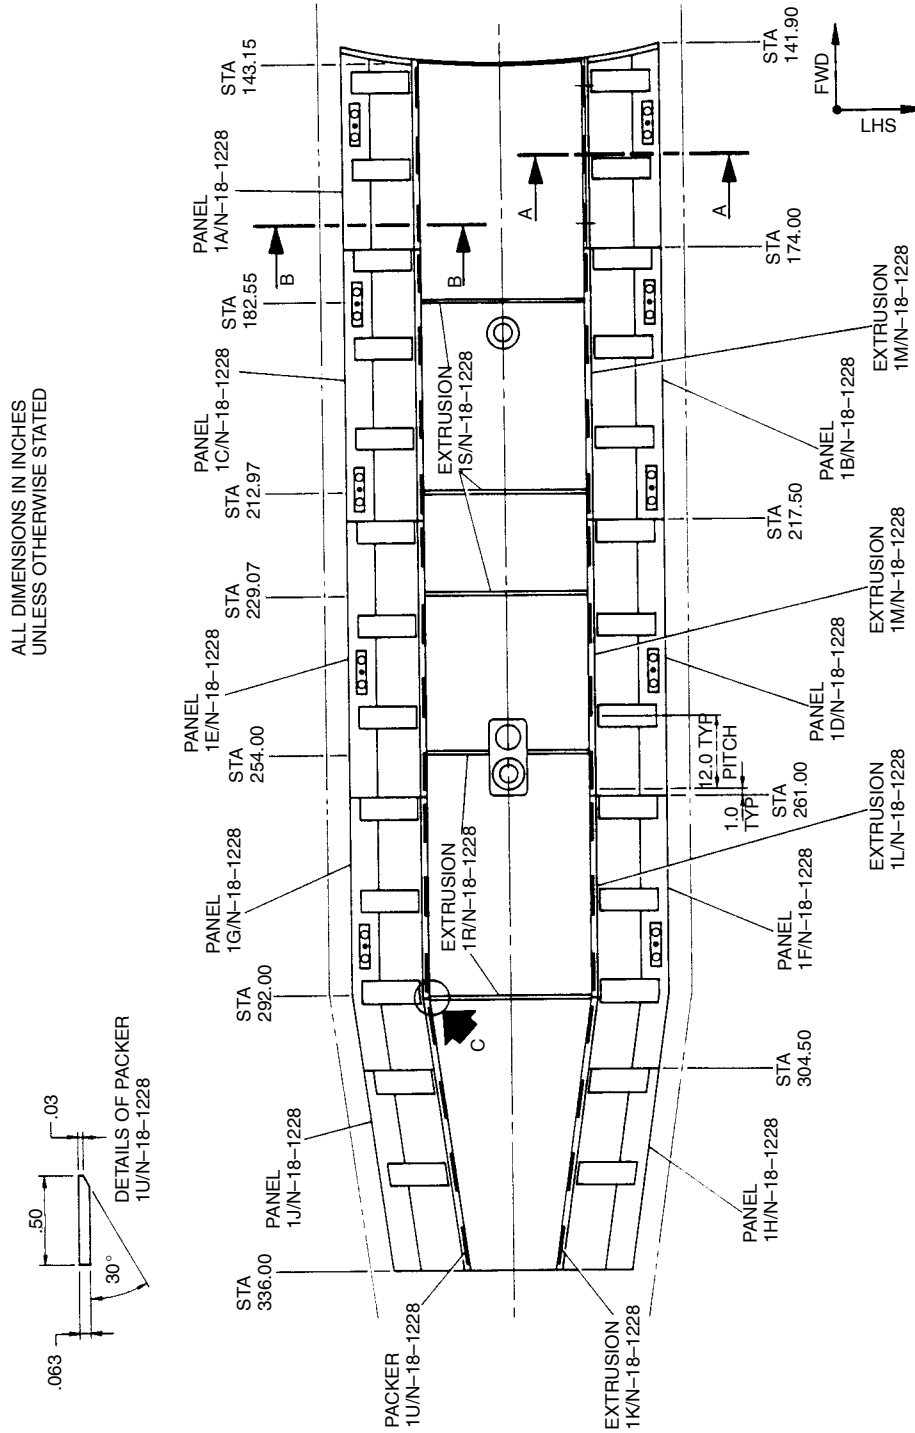 ALL DIMENSIONS IN INCHES
UNLESS OTHERWISE STATED
STA
143.15
STA
141.90
FWD
LHS
PANEL
1A/N–18–1228
A
A
B
B
STA
174.00
STA
182.55
EXTRUSION
1M/N–18–1228
PANEL
1C/N–18–1228
EXTRUSION
1S/N–18–1228
PANEL
1B/N–18–1228
STA
212.97
STA
217.50
STA
229.07
EXTRUSION
1M/N–18–1228
PANEL
1E/N–18–1228
PANEL
1D/N–18–1228
STA
254.00
12.0 TYP
PITCH
1.0
TYP
STA
261.00
EXTRUSION
1L/N–18–1228
PANEL
1G/N–18–1228
EXTRUSION
1R/N–18–1228
PANEL
1F/N–18–1228
STA
292.00
C
STA
304.50
PANEL
1J/N–18–1228
PANEL
1H/N–18–1228
STA
336.00
PACKER
1U/N–18–1228
EXTRUSION
1K/N–18–1228
.03
.50
30°
.063
DETAILS OF PACKER
1U/N–18–1228